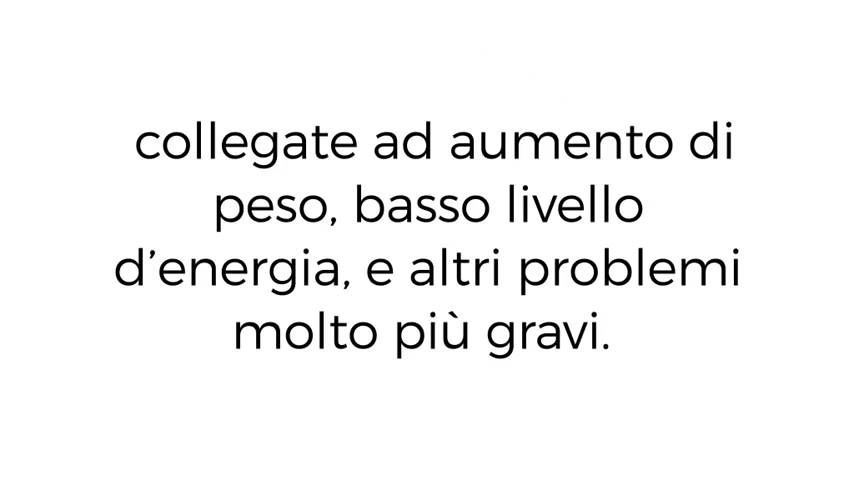 collegate ad aumento di
peso, basso livello
d’energia, e altri problemi
molto più gravi.